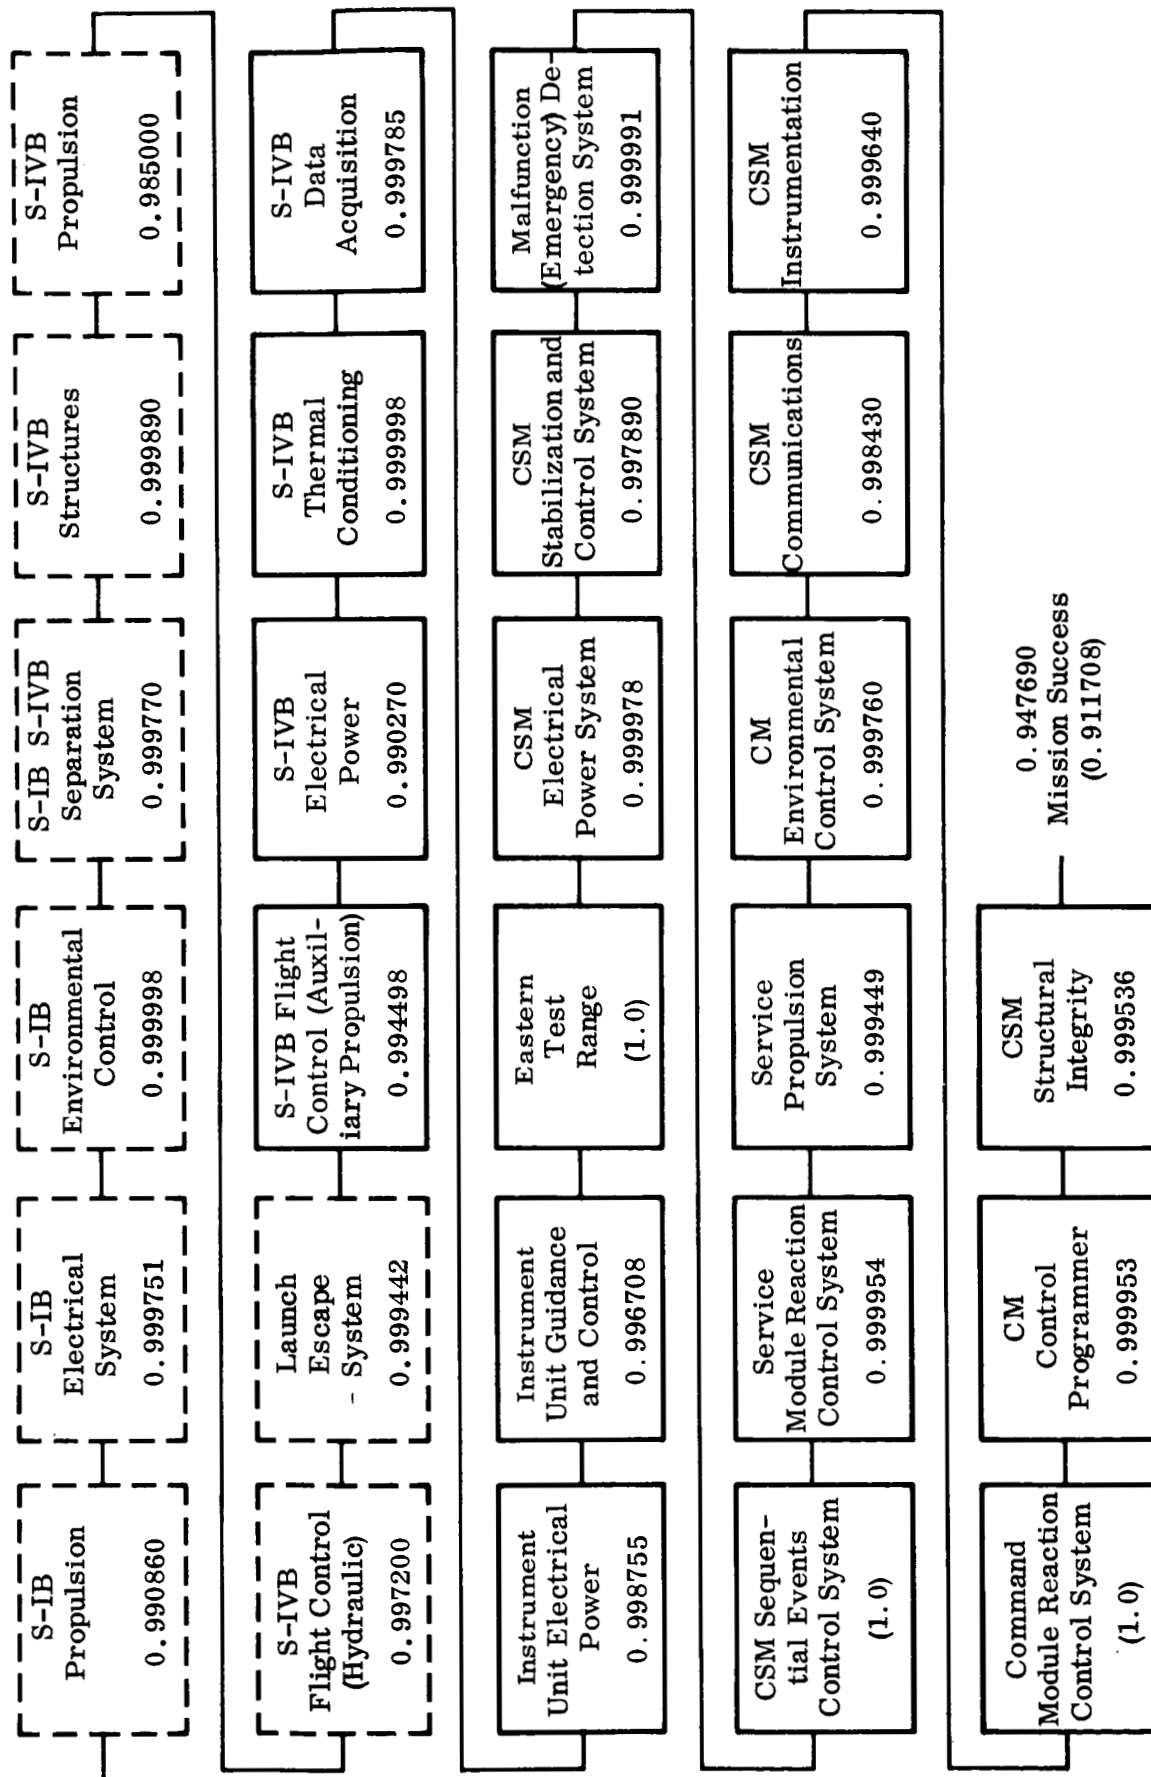 S-IB
Propulsion
0.990860
S-IB
Electrical
System
0.999751
S-IB
Environmental
Control
0.999998
S-IB S-IVB
Separation
System
0.999770
S-IVB
Structures
0.999890
S-IVB
Propulsion
0.985000
S-IVB
Flight Control
(Hydraulic)
0.997200
Launch
Escape
System
0.999442
S-IVB Flight
Control (Auxil-
iary Propulsion)
0.994498
S-IVB
Electrical
Power
0.990270
S-IVB
Thermal
Conditioning
0.999998
S-IVB
Data
Acquisition
0.999785
Instrument
Unit Electrical
Power
0.998755
Instrument
Unit Guidance
and Control
0.996708
Eastern
Test
Range
(1.0)
CSM
Electrical
Power System
0.999978
CSM
Stabilization and
Control System
0.997890
Malfunction
(Emergency) De-
tection System
0.999991
CSM Sequen-
tial Events
Control System
(1.0)
Service
Module Reaction
Control System
0.999954
Service
Propulsion
System
0.999449
CM
Environmental
Control System
0.999760
CSM
Communications
0.998430
CSM
Instrumentation
0.999640
Command
Module Reaction
Control System
(1.0)
CM
Control
Programmer
0.999953
CSM
Structural
Integrity
0.999536
0.947690
Mission Success
(0.911708)